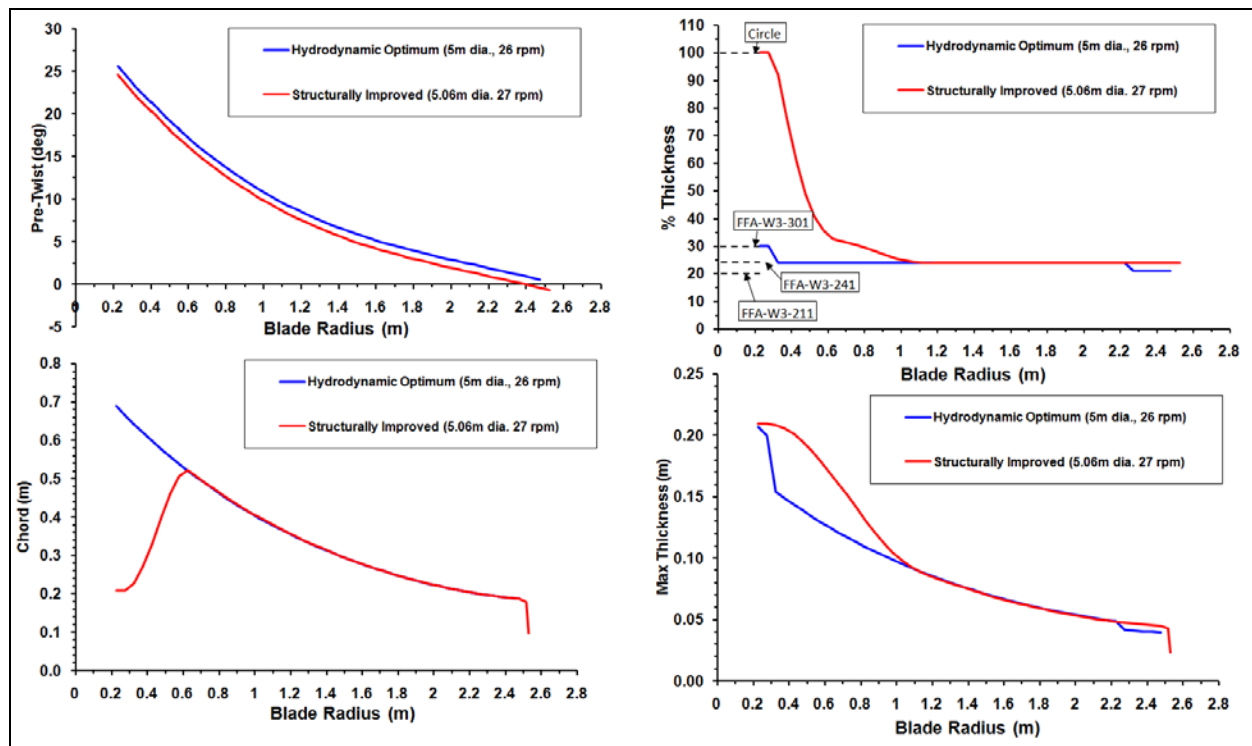 30
25
20
15
10
5
0
-5
Pre-Twist (deg)
Hydrodynamic Optimum (5m dia., 26 rpm)
Structurally Improved (5.06m dia. 27 rpm)
0 0.2 0.4 0.6 0.8 1 1.2 1.4 1.6 1.8 2 2.2 2.4 2.6 2.8
Blade Radius (m)
110
100
90
80
70
60
50
40
30
20
10
0
% Thickness
Circle
Hydrodynamic Optimum (5m dia., 26 rpm)
Structurally Improved (5.06m dia. 27 rpm)
FFA-W3-301
FFA-W3-241
FFA-W3-211
0 0.2 0.4 0.6 0.8 1 1.2 1.4 1.6 1.8 2 2.2 2.4 2.6 2.8
Blade Radius (m)
0.8
0.7
0.6
0.5
0.4
0.3
0.2
0.1
0.0
Chord (m)
Hydrodynamic Optimum (5m dia., 26 rpm)
Structurally Improved (5.06m dia. 27 rpm)
0 0.2 0.4 0.6 0.8 1 1.2 1.4 1.6 1.8 2 2.2 2.4 2.6 2.8
Blade Radius (m)
0.25
0.20
0.15
0.10
0.05
0.00
Max Thickness (m)
Hydrodynamic Optimum (5m dia., 26 rpm)
Structurally Improved (5.06m dia. 27 rpm)
0 0.2 0.4 0.6 0.8 1 1.2 1.4 1.6 1.8 2 2.2 2.4 2.6 2.8
Blade Radius (m)